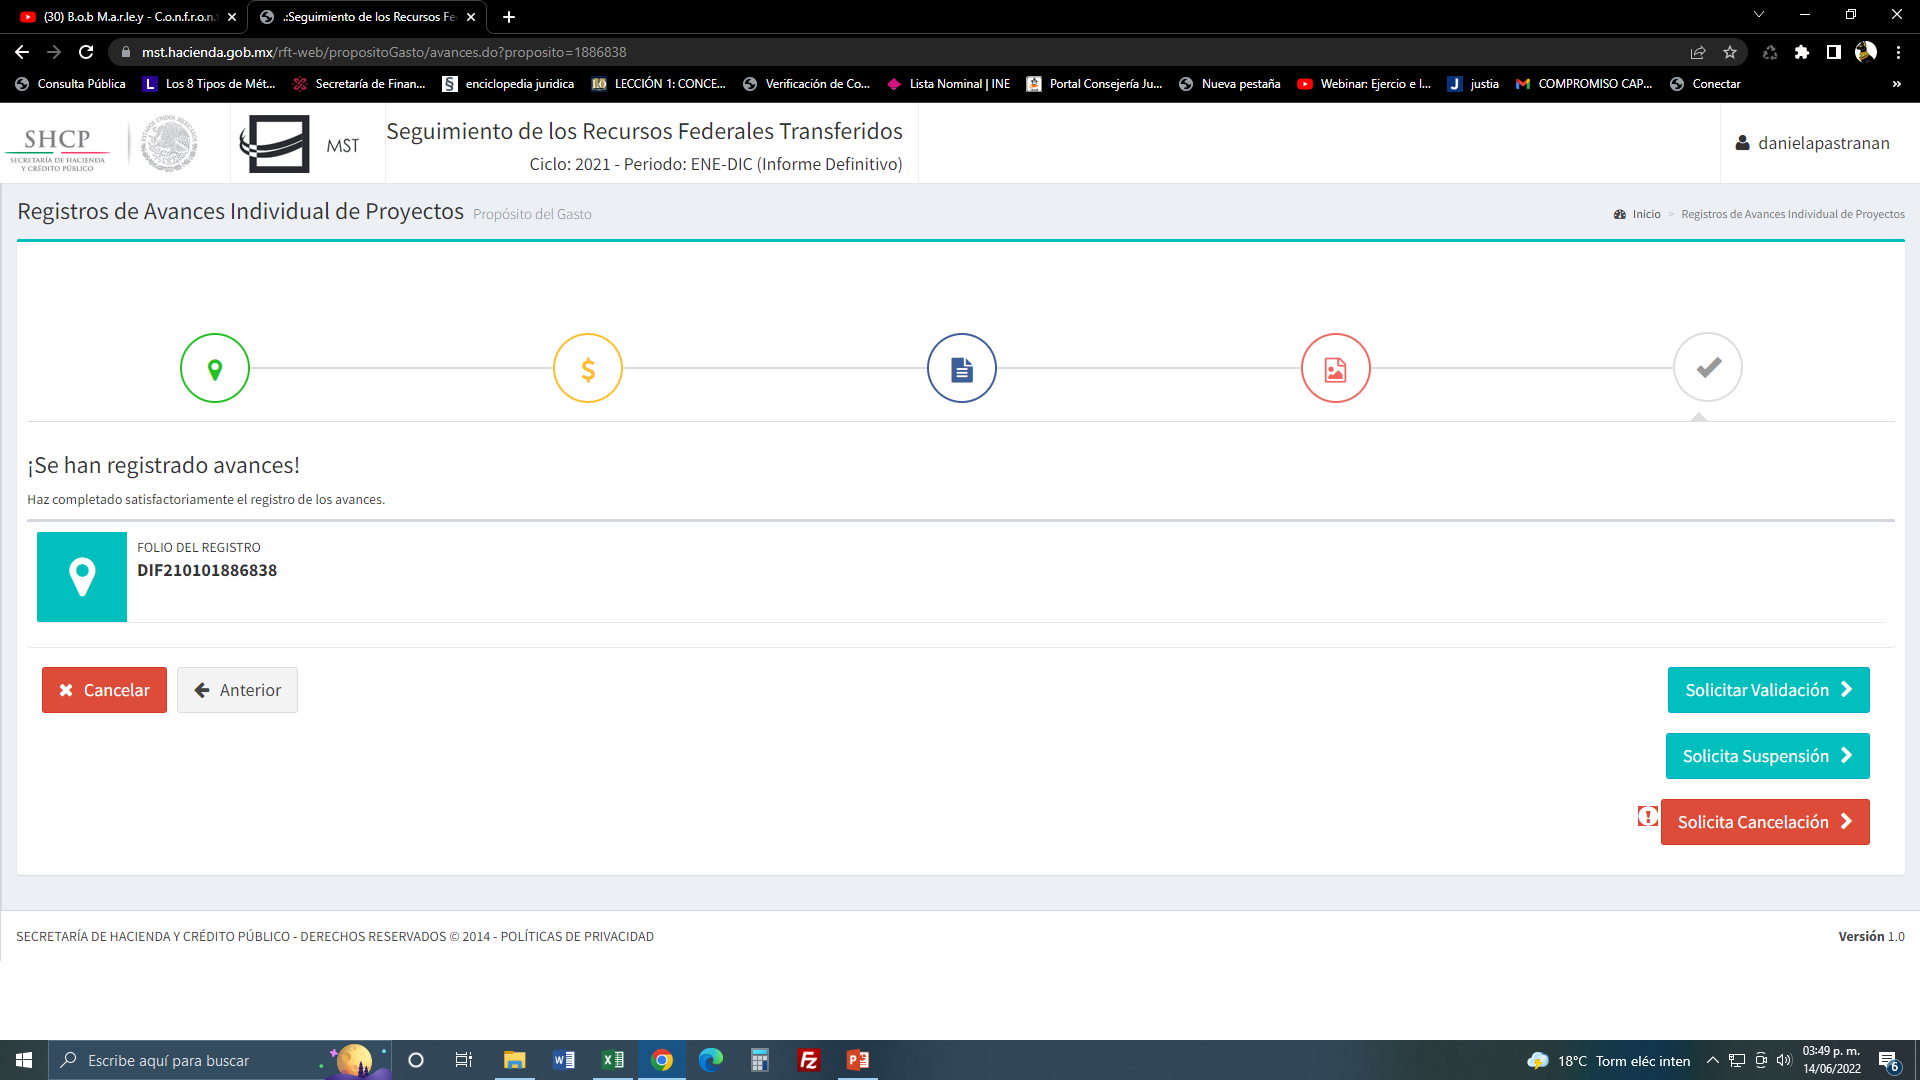 (30) B.o.b M.a.r.le.y - C.o.n.f.r.o.n.t
.:Seguimiento de los Recursos Fe
mst.hacienda.gob.mx/rft-web/propositoGasto/avances.do?proposito=1886838
Consulta Pública
Los 8 Tipos de Mét...
Secretaría de Finan...
enciclopedia juridica
LECCIÓN 1: CONCE...
Verificación de Co...
Lista Nominal | INE
Portal Consejería Ju...
Nueva pestaña
Webinar: Ejercio e I...
justia
COMPROMISO CAP...
Conectar
»
SHCP
SECRETARÍA DE HACIENDA
Y CRÉDITO PÚBLICO
ESTADOS UNIDOS MEXICANOS
MST
Seguimiento de los Recursos Federales Transferidos
Ciclo: 2021 - Periodo: ENE-DIC (Informe Definitivo)
danielapastranan
Registros de Avances Individual de Proyectos Propósito del Gasto
Inicio > Registros de Avances Individual de Proyectos
¡Se han registrado avances!
Haz completado satisfactoriamente el registro de los avances.
FOLIO DEL REGISTRO
DIF210101886838
Cancelar
Anterior
Solicitar Validación
Solicita Suspensión
Solicita Cancelación
SECRETARÍA DE HACIENDA Y CRÉDITO PÚBLICO - DERECHOS RESERVADOS © 2014 - POLÍTICAS DE PRIVACIDAD
Versión 1.0
Escribe aquí para buscar
18°C Torm eléc inten
03:49 p. m.
14/06/2022
6